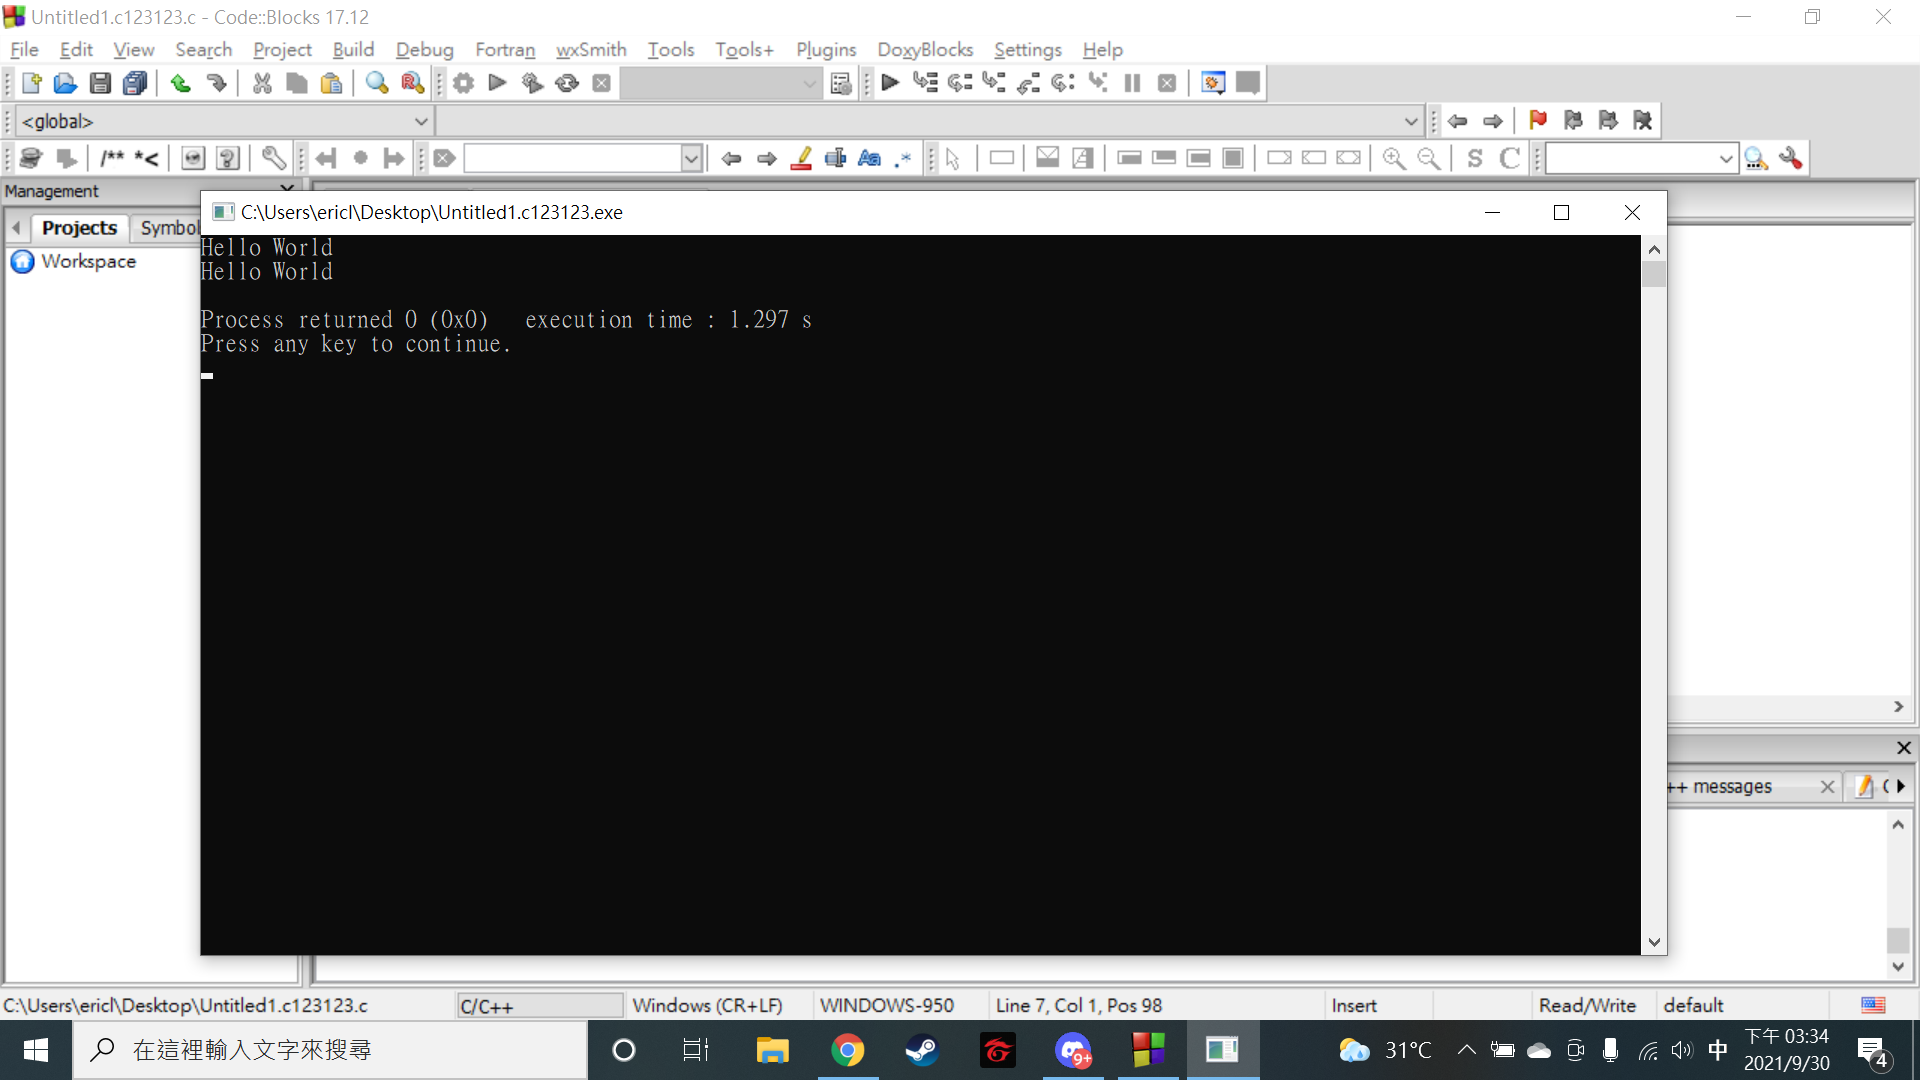 Untitled1.c123123.c - Code::Blocks 17.12
File Edit View Search Project Build Debug Fortran wxSmith Tools Tools+ Plugins DoxyBlocks Settings Help
<global>
/** *<
S C
Management
Projects
Workspace
C:\Users\ericl\Desktop\Untitled1.c123123.exe
Hello World
Hello World
Process returned 0 (0x0)   execution time : 1.297 s
Press any key to continue.
++ messages
C:\Users\ericl\Desktop\Untitled1.c123123.c C/C++ Windows (CR+LF) WINDOWS-950 Line 7, Col 1, Pos 98 Insert Read/Write default
在這裡輸入文字來搜尋
9+
31°C
中
下午 03:34
2021/9/30
4